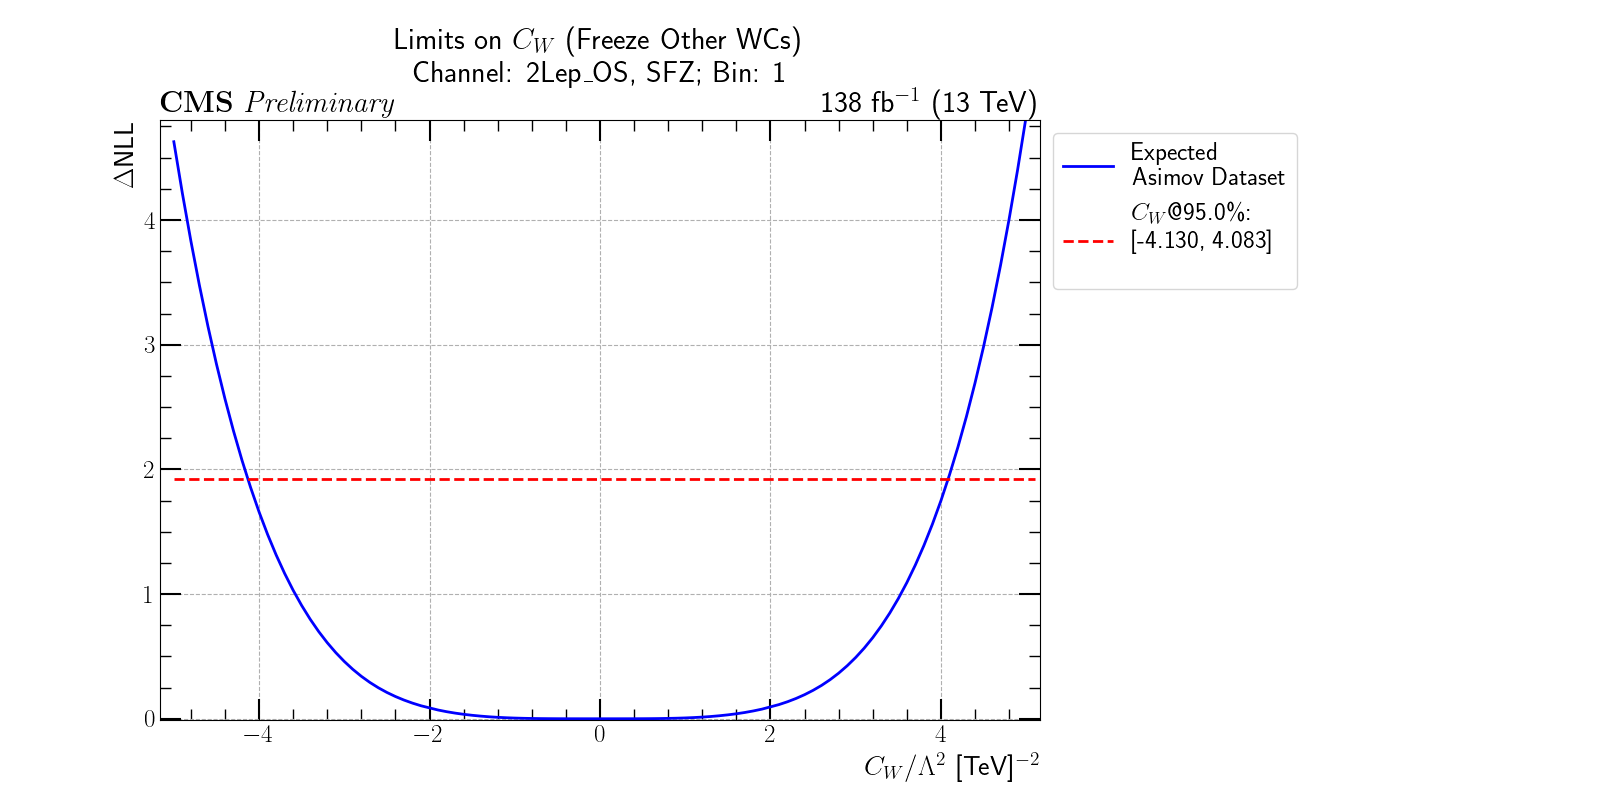 Limits on C_W (Freeze Other WCs)
Channel: 2Lep_OS, SFZ; Bin: 1
CMS Preliminary
138 fb⁻¹ (13 TeV)
ΔNLL
4
3
2
1
0
−4 −2 0 2 4
C_W/Λ² [TeV]⁻²
Expected
Asimov Dataset
C_W@95.0%:
[-4.130, 4.083]